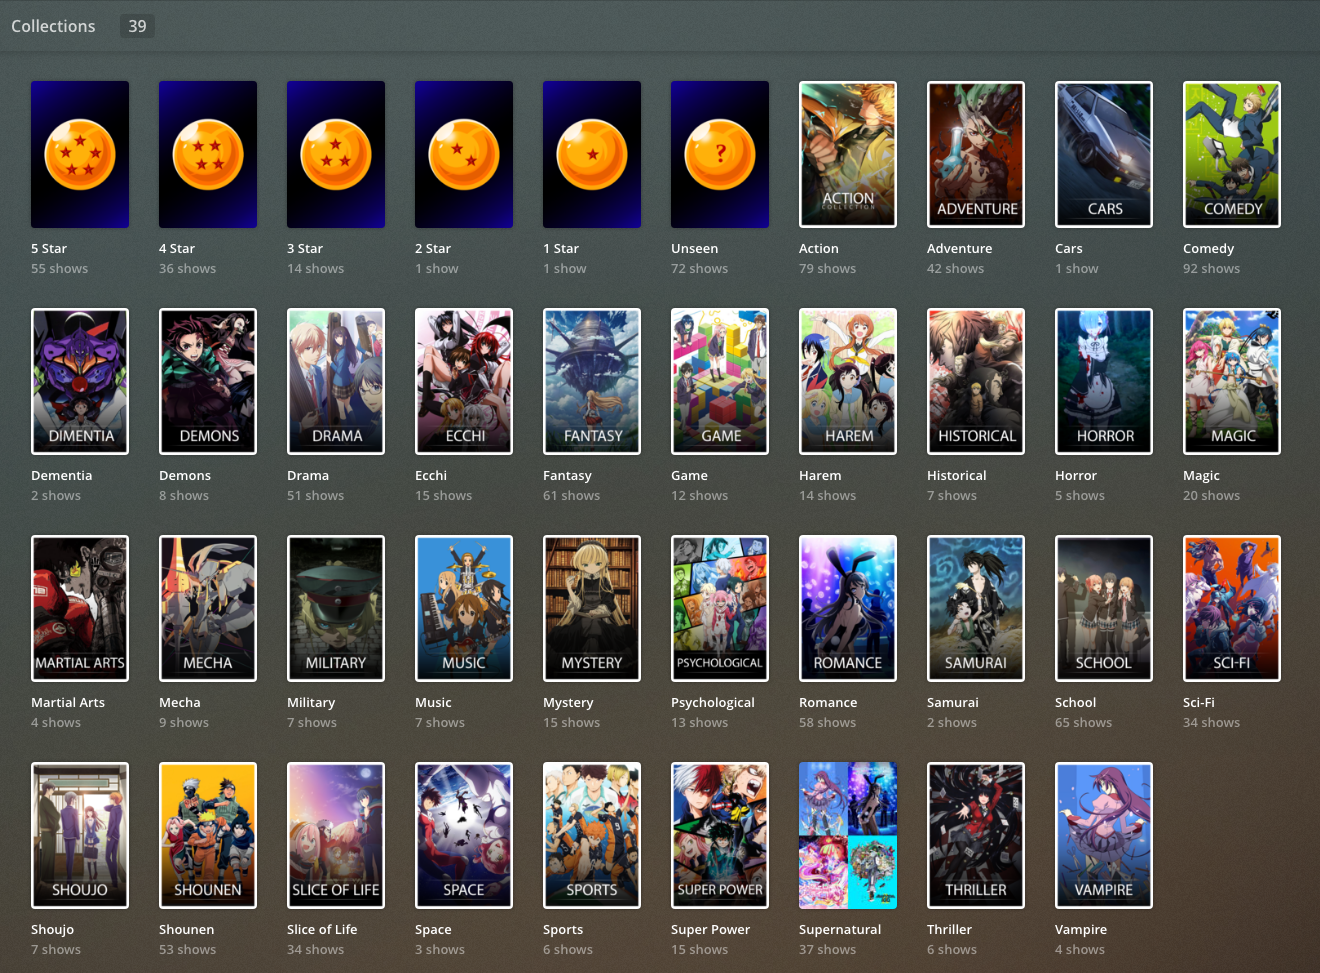 Collections 39
5 Star
55 shows
4 Star
36 shows
3 Star
14 shows
2 Star
1 show
1 Star
1 show
?
Unseen
72 shows
ACTION
COLLECTION
Action
79 shows
ADVENTURE
Adventure
42 shows
CARS
Cars
1 show
COMEDY
Comedy
92 shows
DIMENTIA
Dementia
2 shows
DEMONS
Demons
8 shows
DRAMA
Drama
51 shows
ECCHI
Ecchi
15 shows
FANTASY
Fantasy
61 shows
GAME
Game
12 shows
HAREM
Harem
14 shows
HISTORICAL
Historical
7 shows
HORROR
Horror
5 shows
MAGIC
Magic
20 shows
MARTIAL ARTS
Martial Arts
4 shows
MECHA
Mecha
9 shows
MILITARY
Military
7 shows
MUSIC
Music
7 shows
MYSTERY
Mystery
15 shows
PSYCHOLOGICAL
Psychological
13 shows
ROMANCE
Romance
58 shows
SAMURAI
Samurai
2 shows
SCHOOL
School
65 shows
SCI-FI
Sci-Fi
34 shows
SHOUJO
Shoujo
7 shows
SHOUNEN
Shounen
53 shows
SLICE OF LIFE
Slice of Life
34 shows
SPACE
Space
3 shows
SPORTS
Sports
6 shows
SUPER POWER
Super Power
15 shows
Supernatural
37 shows
THRILLER
Thriller
6 shows
VAMPIRE
Vampire
4 shows